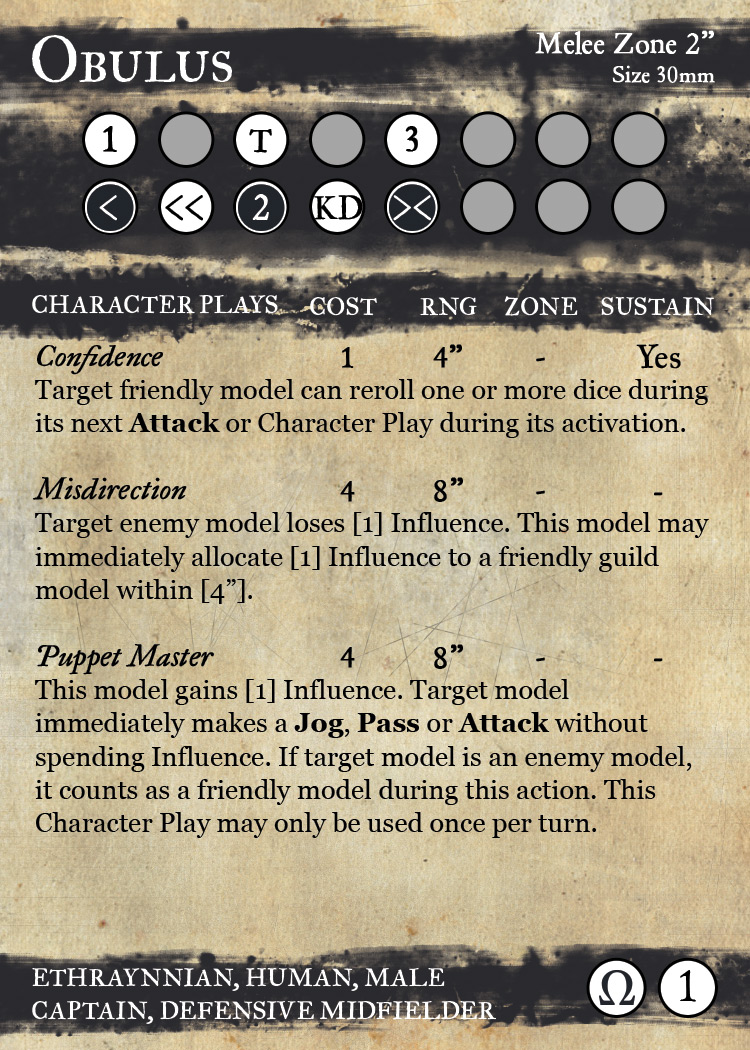 OBULUS
Melee Zone 2”
Size 30mm
1 T 3
< << 2 KD ><
CHARACTER PLAYS COST RNG ZONE SUSTAIN
Confidence 1 4” - Yes
Target friendly model can reroll one or more dice during
its next Attack or Character Play during its activation.
Misdirection 4 8” - -
Target enemy model loses [1] Influence. This model may
immediately allocate [1] Influence to a friendly guild
model within [4”].
Puppet Master 4 8” - -
This model gains [1] Influence. Target model
immediately makes a Jog, Pass or Attack without
spending Influence. If target model is an enemy model,
it counts as a friendly model during this action. This
Character Play may only be used once per turn.
ETHRAYNNIAN, HUMAN, MALE
CAPTAIN, DEFENSIVE MIDFIELDER
Ω 1